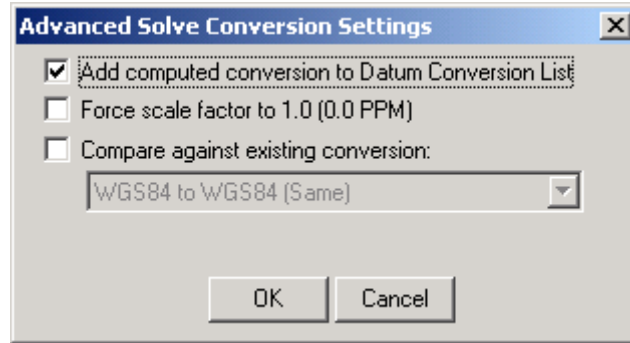 Advanced Solve Conversion Settings
Add computed conversion to Datum Conversion List
Force scale factor to 1.0 (0.0 PPM)
Compare against existing conversion:
WGS84 to WGS84 (Same)
OK Cancel